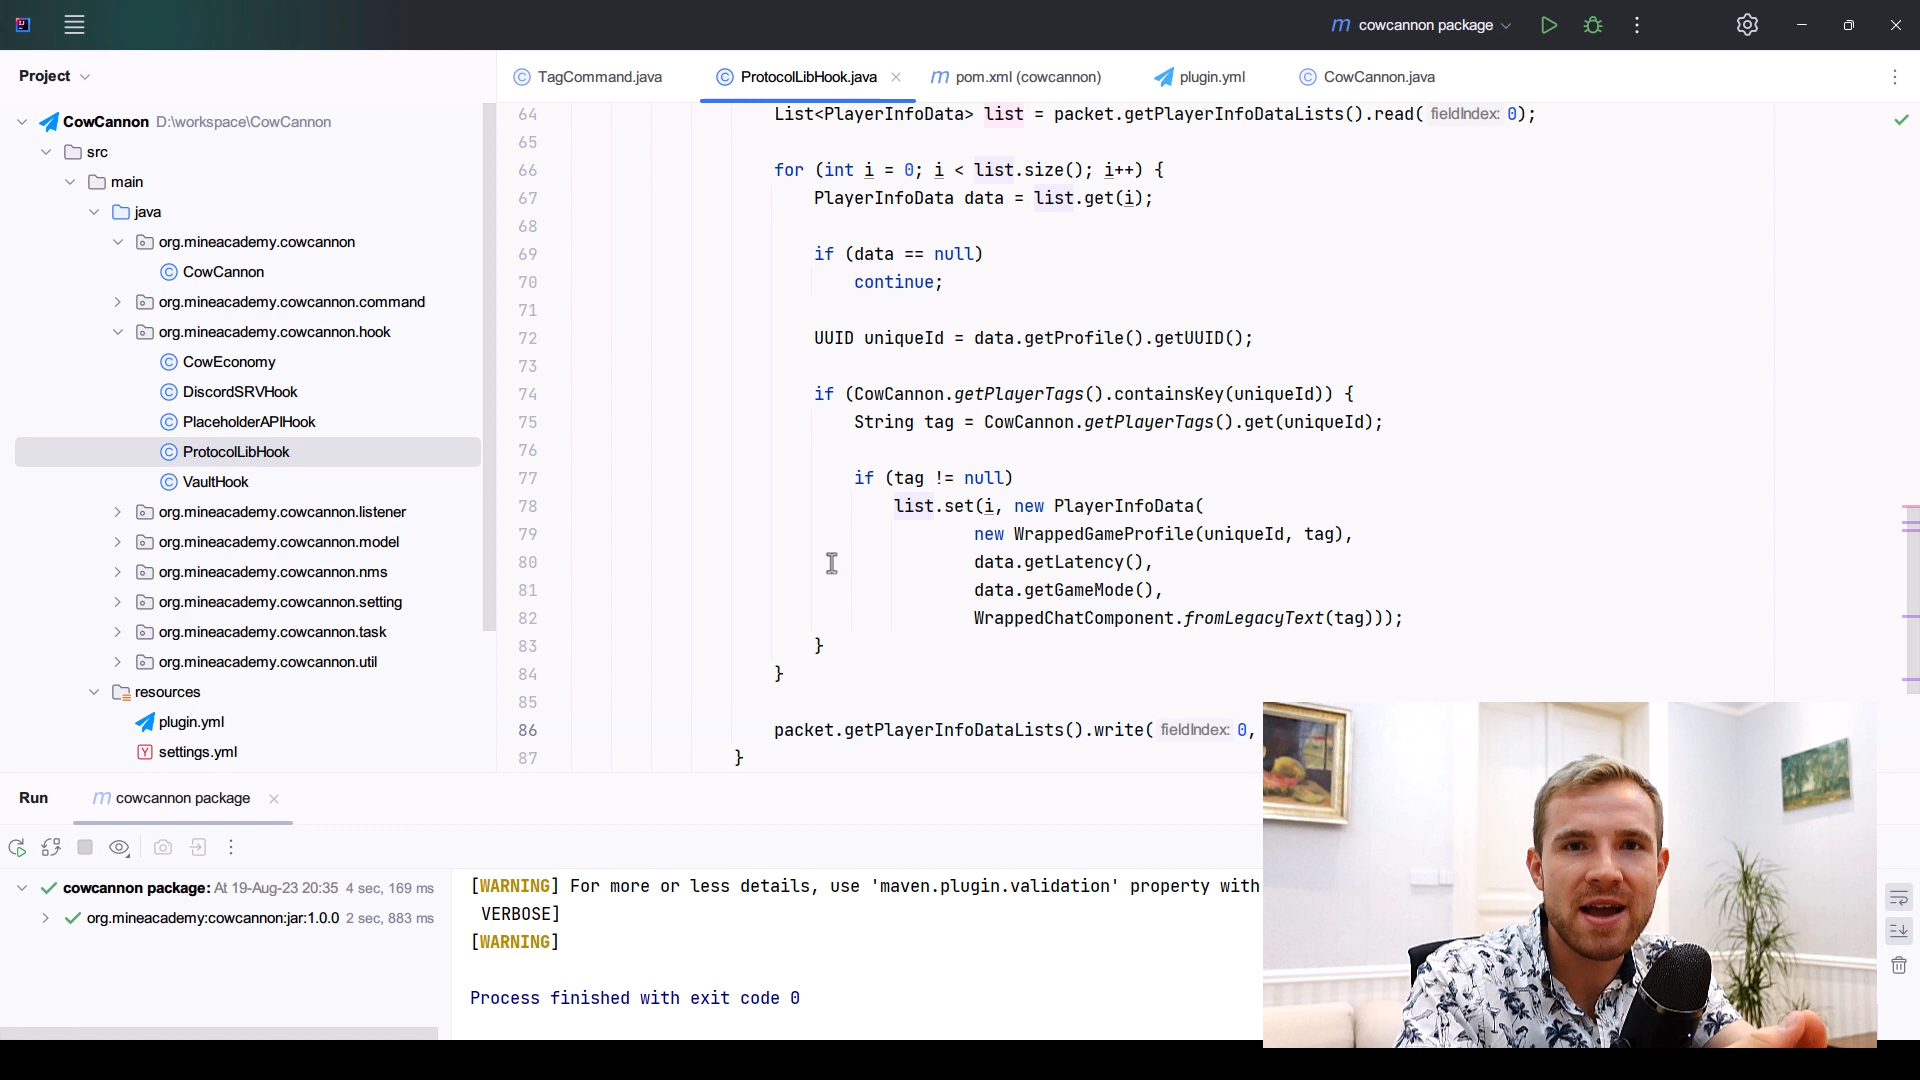 cowcannon package
Project
TagCommand.java
ProtocolLibHook.java
pom.xml (cowcannon)
plugin.yml
CowCannon.java
CowCannon D:\workspace\CowCannon
src
main
java
org.mineacademy.cowcannon
CowCannon
org.mineacademy.cowcannon.command
org.mineacademy.cowcannon.hook
CowEconomy
DiscordSRVHook
PlaceholderAPIHook
ProtocolLibHook
VaultHook
org.mineacademy.cowcannon.listener
org.mineacademy.cowcannon.model
org.mineacademy.cowcannon.nms
org.mineacademy.cowcannon.setting
org.mineacademy.cowcannon.task
org.mineacademy.cowcannon.util
resources
plugin.yml
settings.yml
64 List<PlayerInfoData> list = packet.getPlayerInfoDataLists().read( fieldIndex: 0);
65
66 for (int i = 0; i < list.size(); i++) {
67 PlayerInfoData data = list.get(i);
68
69 if (data == null)
70 continue;
71
72 UUID uniqueId = data.getProfile().getUUID();
73
74 if (CowCannon.getPlayerTags().containsKey(uniqueId)) {
75 String tag = CowCannon.getPlayerTags().get(uniqueId);
76
77 if (tag != null)
78 list.set(i, new PlayerInfoData(
79 new WrappedGameProfile(uniqueId, tag),
80 data.getLatency(),
81 data.getGameMode(),
82 WrappedChatComponent.fromLegacyText(tag)));
83 }
84 }
85
86 packet.getPlayerInfoDataLists().write( fieldIndex: 0,
87 }
Run
cowcannon package
cowcannon package: At 19-Aug-23 20:35 4 sec, 169 ms
org.mineacademy:cowcannon:jar:1.0.0 2 sec, 883 ms
[WARNING] For more or less details, use 'maven.plugin.validation' property with
VERBOSE]
[WARNING]
Process finished with exit code 0